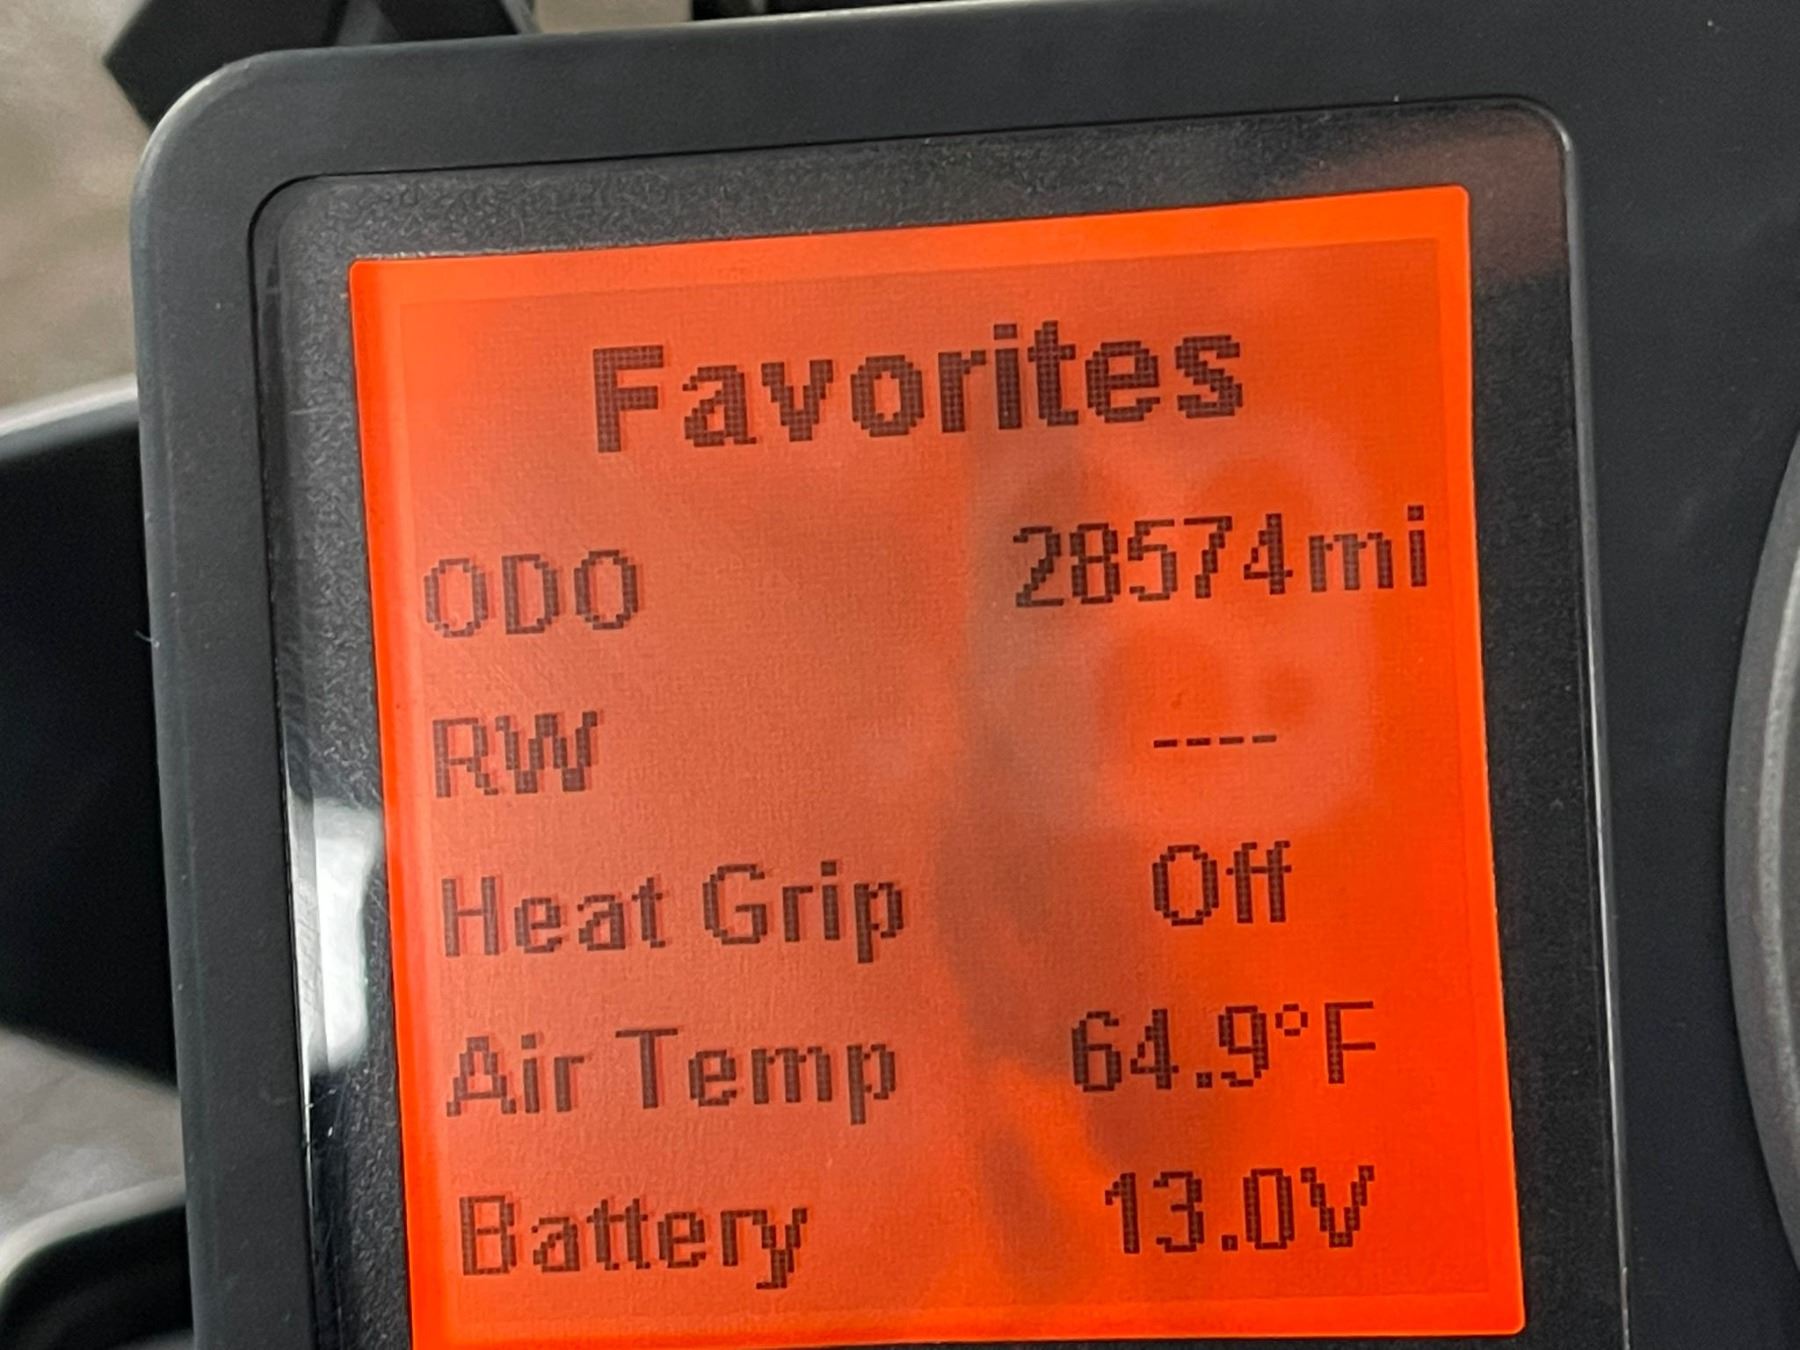 Favorites
ODO 28574mi
RW ----
Heat Grip Off
Air Temp 64.9°F
Battery 13.0V